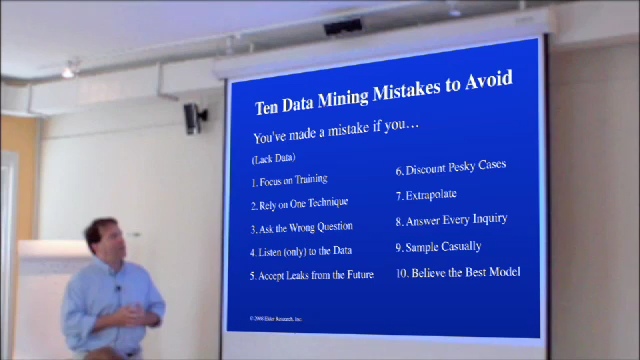 Ten Data Mining Mistakes to Avoid
You've made a mistake if you…
(Lack Data)
1. Focus on Training
2. Rely on One Technique
3. Ask the Wrong Question
4. Listen (only) to the Data
5. Accept Leaks from the Future
6. Discount Pesky Cases
7. Extrapolate
8. Answer Every Inquiry
9. Sample Casually
10. Believe the Best Model
Elder Research, Inc.